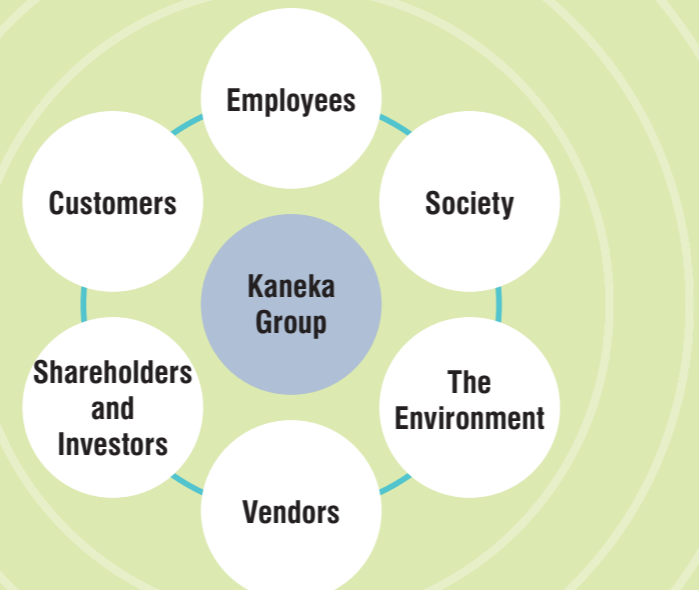 Employees
Customers
Society
Kaneka
Group
Shareholders
and
Investors
The
Environment
Vendors